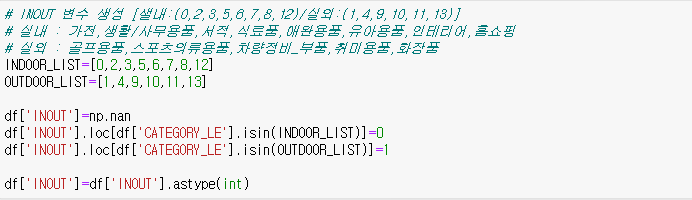 # INOUT 변수 생성 [실내:(0,2,3,5,6,7,8,12)/실외:(1,4,9,10,11,13)]
# 실내 : 가전,생활/사무용품,서적,식료품,애완용품,유아용품,인테리어,홈쇼핑
# 실외 : 골프용품,스포츠의류용품,차량정비_부품,취미용품,화장품
INDOOR_LIST=[0,2,3,5,6,7,8,12]
OUTDOOR_LIST=[1,4,9,10,11,13]
df['INOUT']=np.nan
df['INOUT'].loc[df['CATEGORY_LE'].isin(INDOOR_LIST)]=0
df['INOUT'].loc[df['CATEGORY_LE'].isin(OUTDOOR_LIST)]=1
df['INOUT']=df['INOUT'].astype(int)